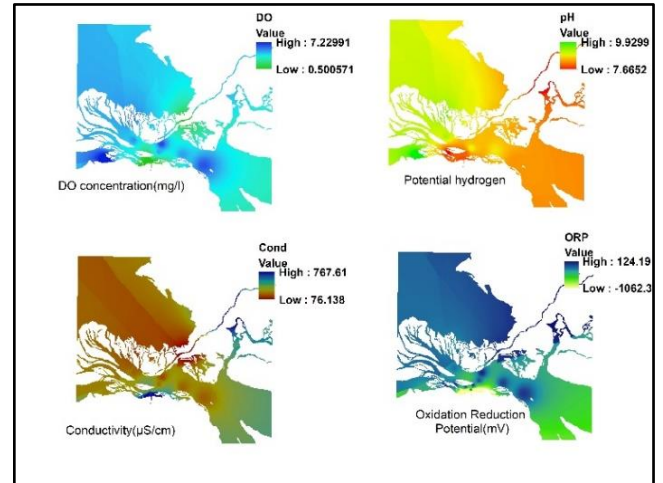 DO
Value
High : 7.22991
Low : 0.500571
DO concentration(mg/l)
pH
Value
High : 9.9299
Low : 7.6652
Potential hydrogen
Cond
Value
High : 767.61
Low : 76.138
Conductivity(µS/cm)
ORP
Value
High : 124.19
Low : -1062.3
Oxidation Reduction
Potential(mV)